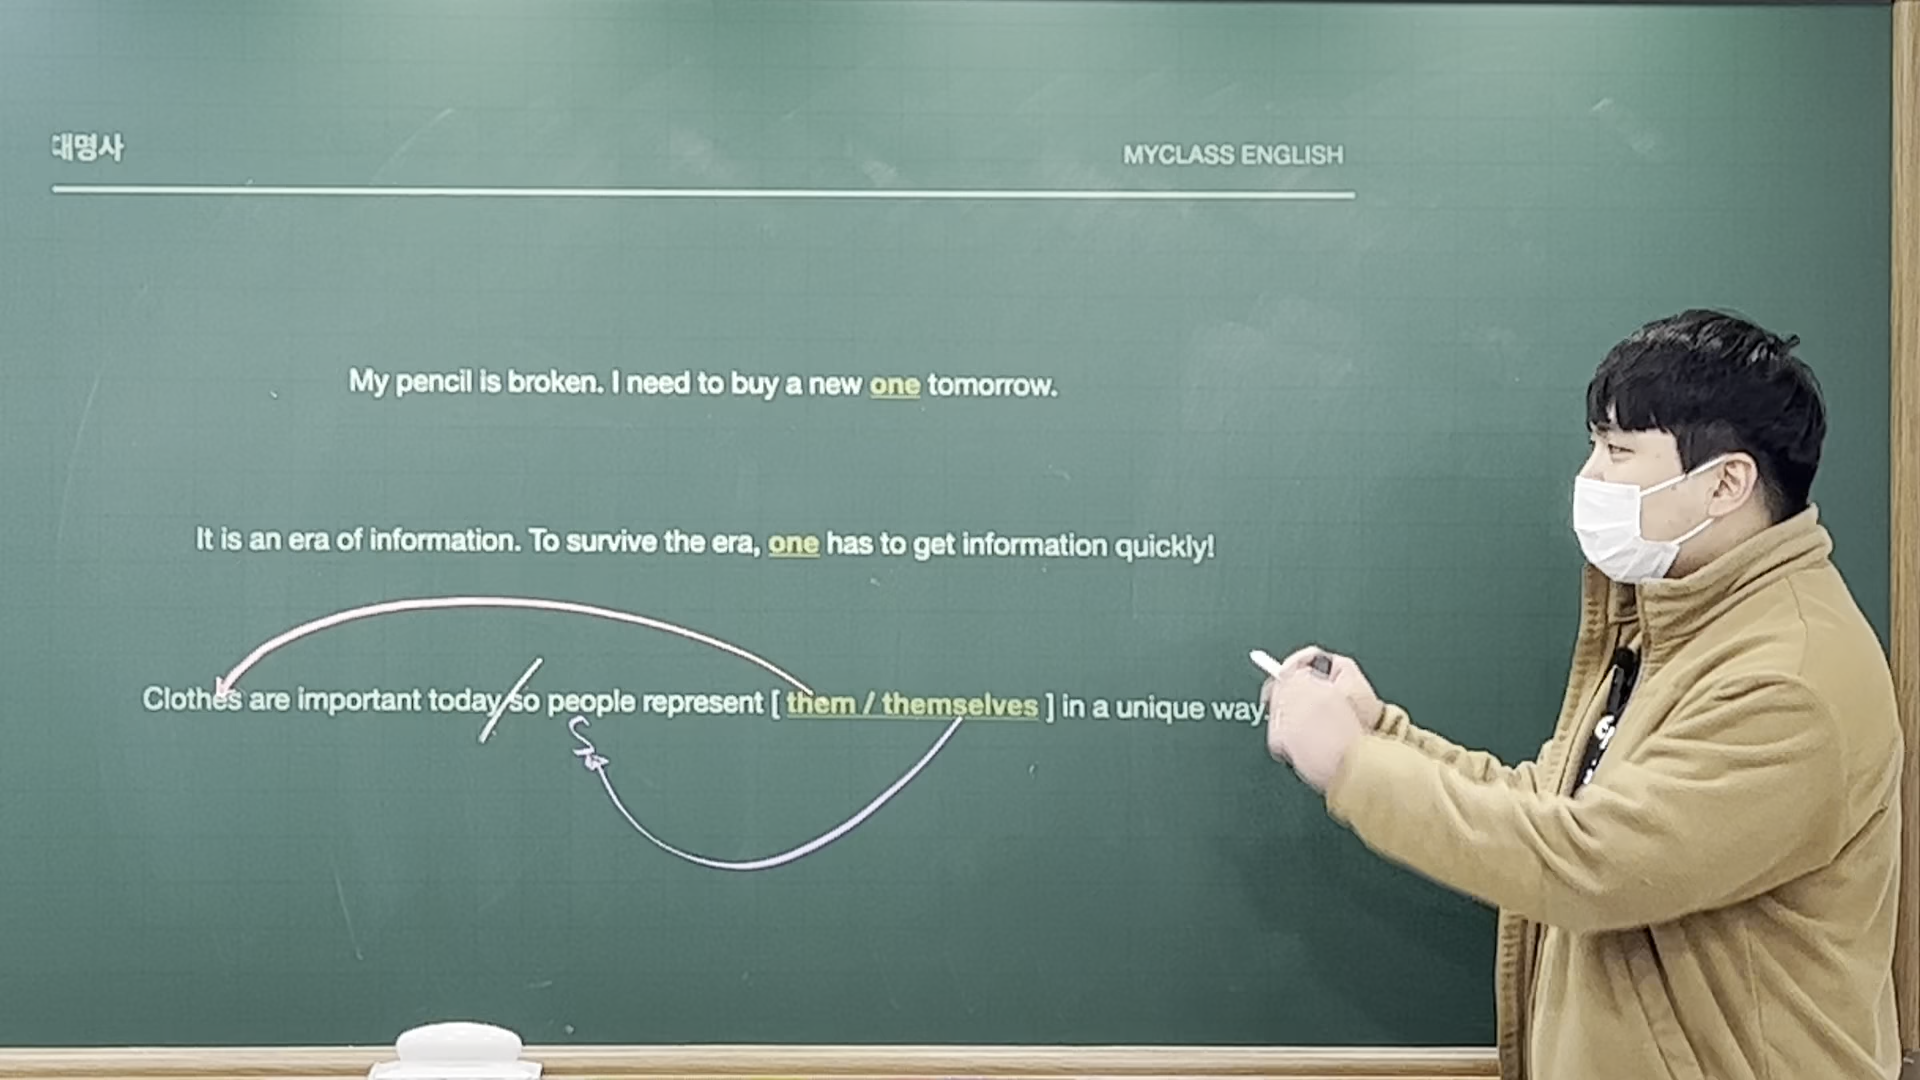 대명사
MYCLASS ENGLISH
My pencil is broken. I need to buy a new one tomorrow.
It is an era of information. To survive the era, one has to get information quickly!
Clothes are important today so people represent [ them / themselves ] in a unique way.
S